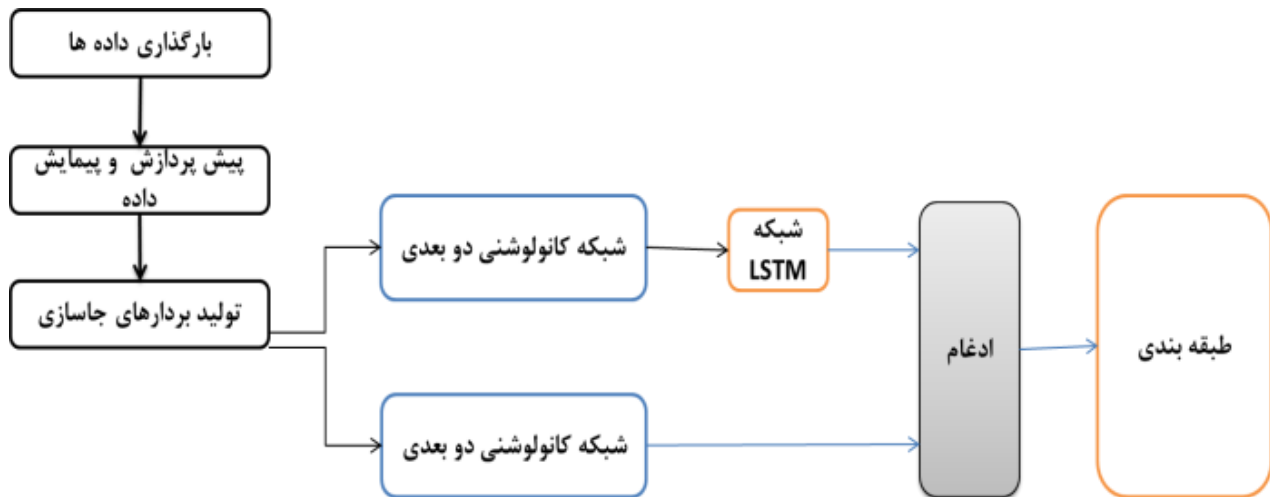 بارگذاری داده ها
پیش پردازش و پیمایش
داده
تولید بردارهای جاسازی
شبکه کانولوشنی دو بعدی
شبکه
LSTM
شبکه کانولوشنی دو بعدی
ادغام
طبقه بندی